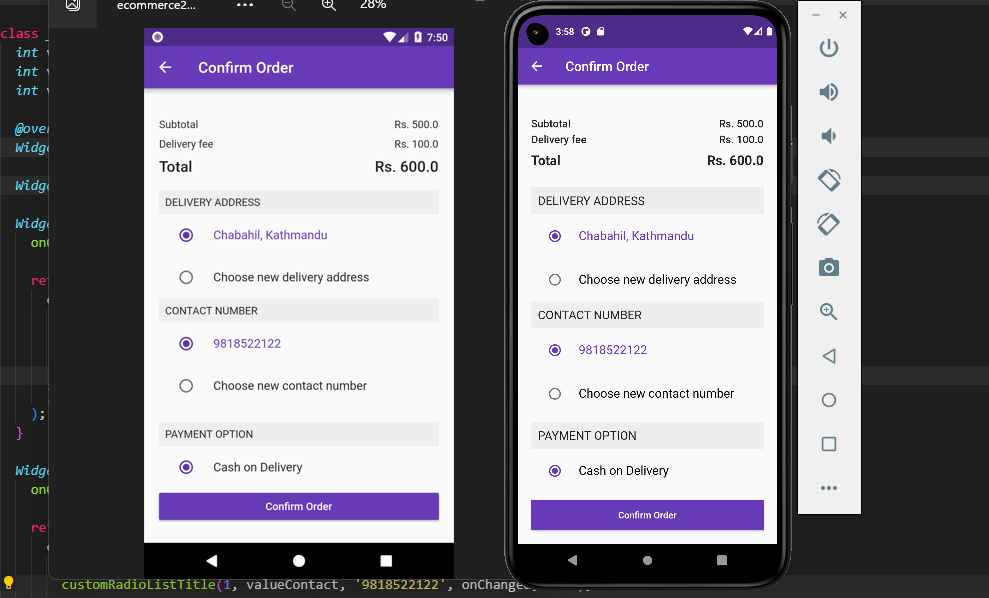 ecommerce2...
28%
class _
int v
int v
int v
@over
Widge
Widge
Widge
on
ret
);
}
Widge
on
ret
customRadioListTitle(1, valueContact, '9818522122', onChanged
7:50
Confirm Order
Subtotal Rs. 500.0
Delivery fee Rs. 100.0
Total Rs. 600.0
DELIVERY ADDRESS
Chabahil, Kathmandu
Choose new delivery address
CONTACT NUMBER
9818522122
Choose new contact number
PAYMENT OPTION
Cash on Delivery
Confirm Order
3:58
Confirm Order
Subtotal Rs. 500.0
Delivery fee Rs. 100.0
Total Rs. 600.0
DELIVERY ADDRESS
Chabahil, Kathmandu
Choose new delivery address
CONTACT NUMBER
9818522122
Choose new contact number
PAYMENT OPTION
Cash on Delivery
Confirm Order